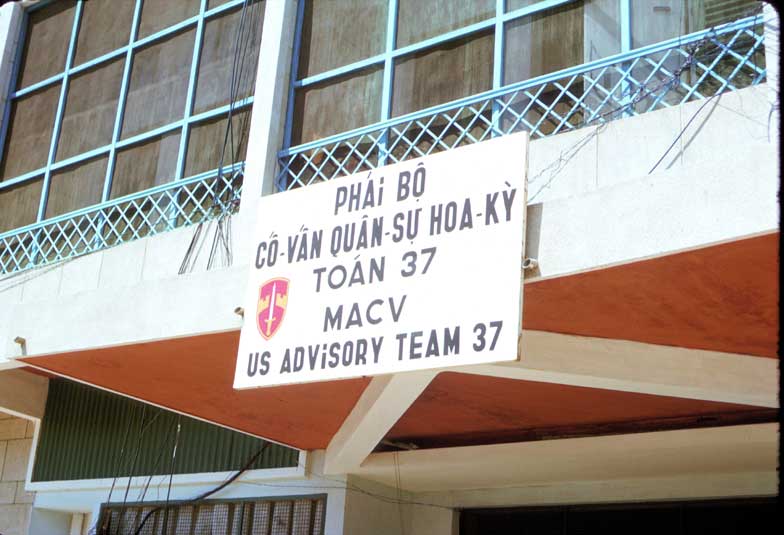 PHÁI BỘ
CỐ-VẤN QUÂN-SỰ HOA-KỲ
TOÁN 37
MACV
US ADViSORY TEAM 37